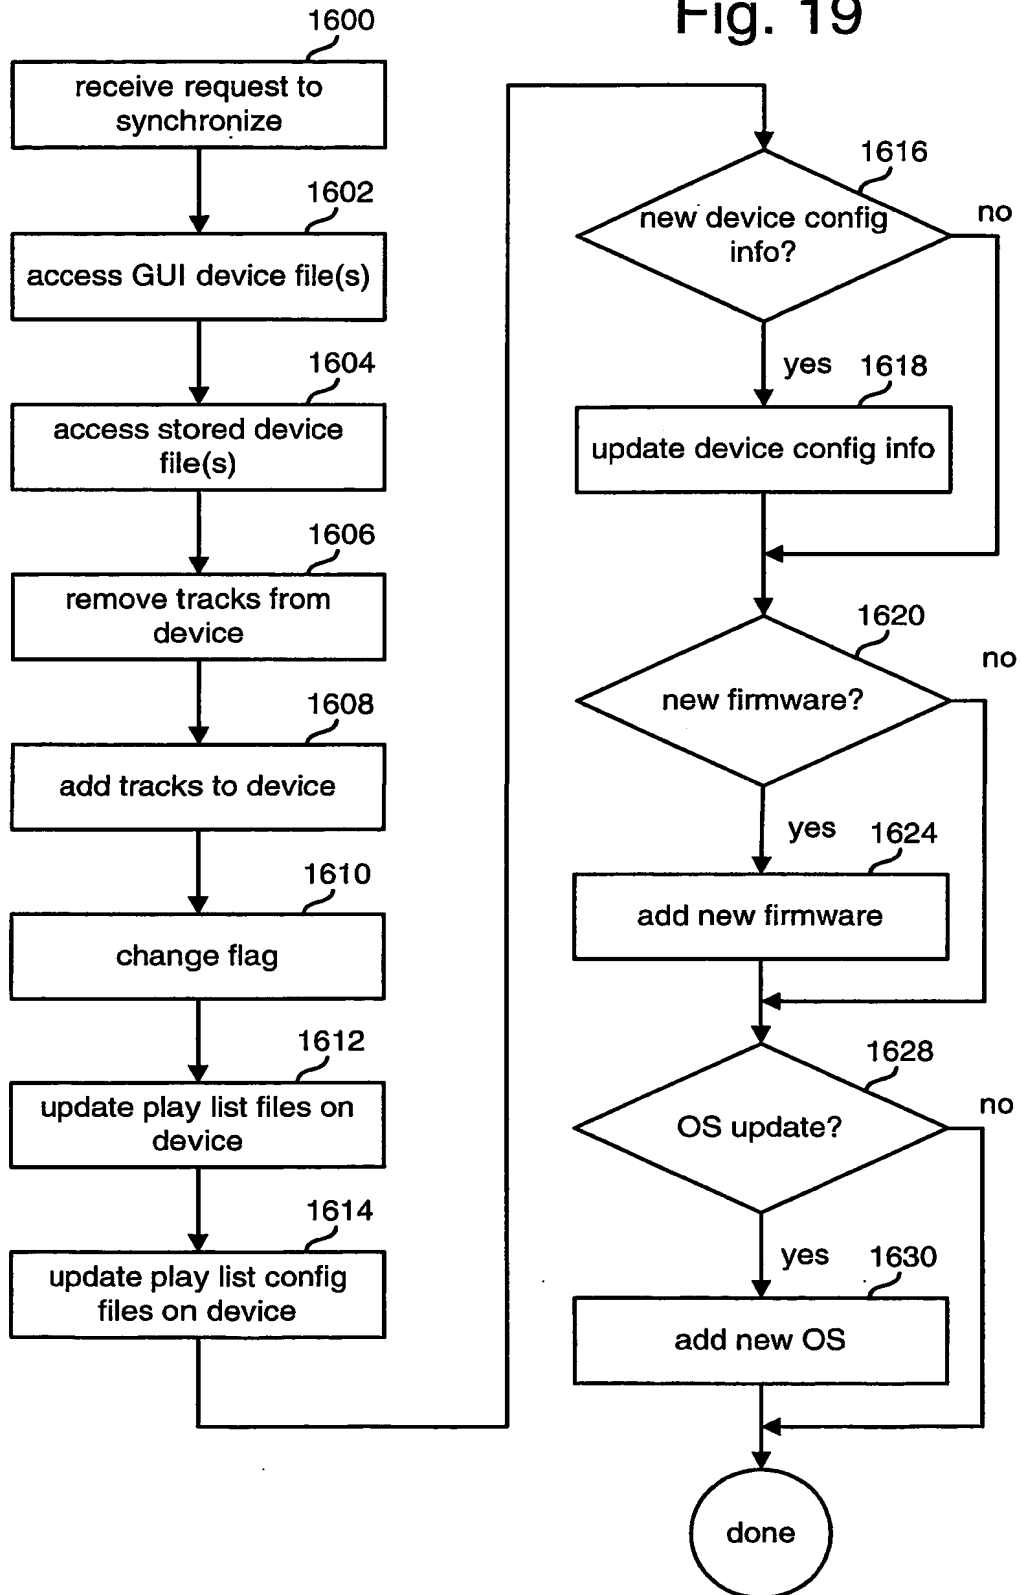 Fig. 19
1600
receive request to
synchronize
1602
access GUI device file(s)
1604
access stored device
file(s)
1606
remove tracks from
device
1608
add tracks to device
1610
change flag
1612
update play list files on
device
1614
update play list config
files on device
1616
new device config
info?
no
yes
1618
update device config info
1620
new firmware?
no
yes
1624
add new firmware
1628
OS update?
no
yes
1630
add new OS
done